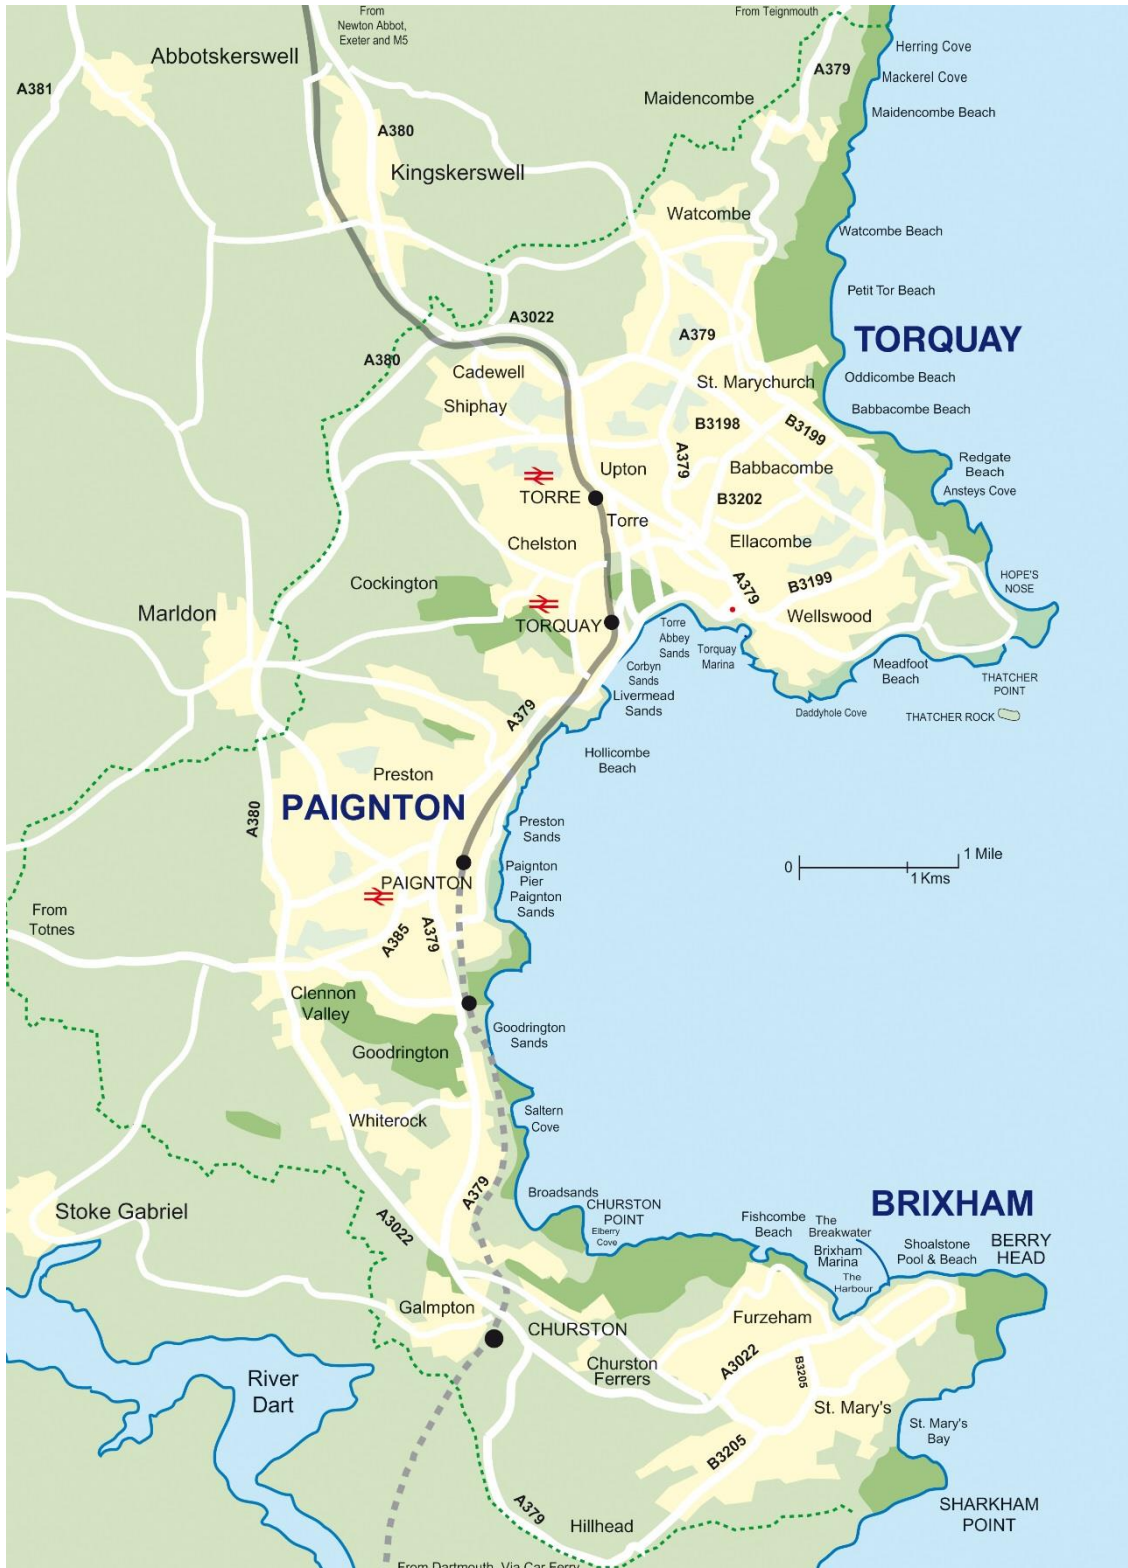 From
Newton Abbot,
Exeter and M5
From Teignmouth
Abbotskerswell
Herring Cove
A379
Mackerel Cove
A381
Maidencombe
Maidencombe Beach
A380
Kingskerswell
Watcombe
Watcombe Beach
Petit Tor Beach
A3022
A379
TORQUAY
A380
Cadewell
St. Marychurch
Oddicombe Beach
Shiphay
Babbacombe Beach
B3198
B3199
A379
Redgate
Beach
Upton
Babbacombe
Ansteys Cove
TORRE
B3202
Torre
Chelston
Ellacombe
Cockington
A379
B3199
HOPE'S
NOSE
Marldon
TORQUAY
Wellswood
Torre
Abbey
Sands
Torquay
Marina
Corbyn
Sands
Meadfoot
Beach
THATCHER
POINT
Livermead
Sands
A379
Daddyhole Cove
THATCHER ROCK
Hollicombe
Beach
Preston
PAIGNTON
A380
Preston
Sands
0
1 Mile
1 Kms
Paignton
Pier
Paignton
Sands
PAIGNTON
From
Totnes
A385
A379
Clennon
Valley
Goodrington
Sands
Goodrington
Whiterock
Saltern
Cove
A379
Broadsands
CHURSTON
POINT
Elberry
Cove
BRIXHAM
Stoke Gabriel
A3022
Fishcombe
Beach
The
Breakwater
Brixham
Marina
The
Harbour
Shoalstone
Pool & Beach
BERRY
HEAD
Galmpton
CHURSTON
Furzeham
Churston
Ferrers
A3022
B3205
River
Dart
St. Mary's
St. Mary's
Bay
B3205
A379
Hillhead
SHARKHAM
POINT
From Dartmouth, Via Car Ferry